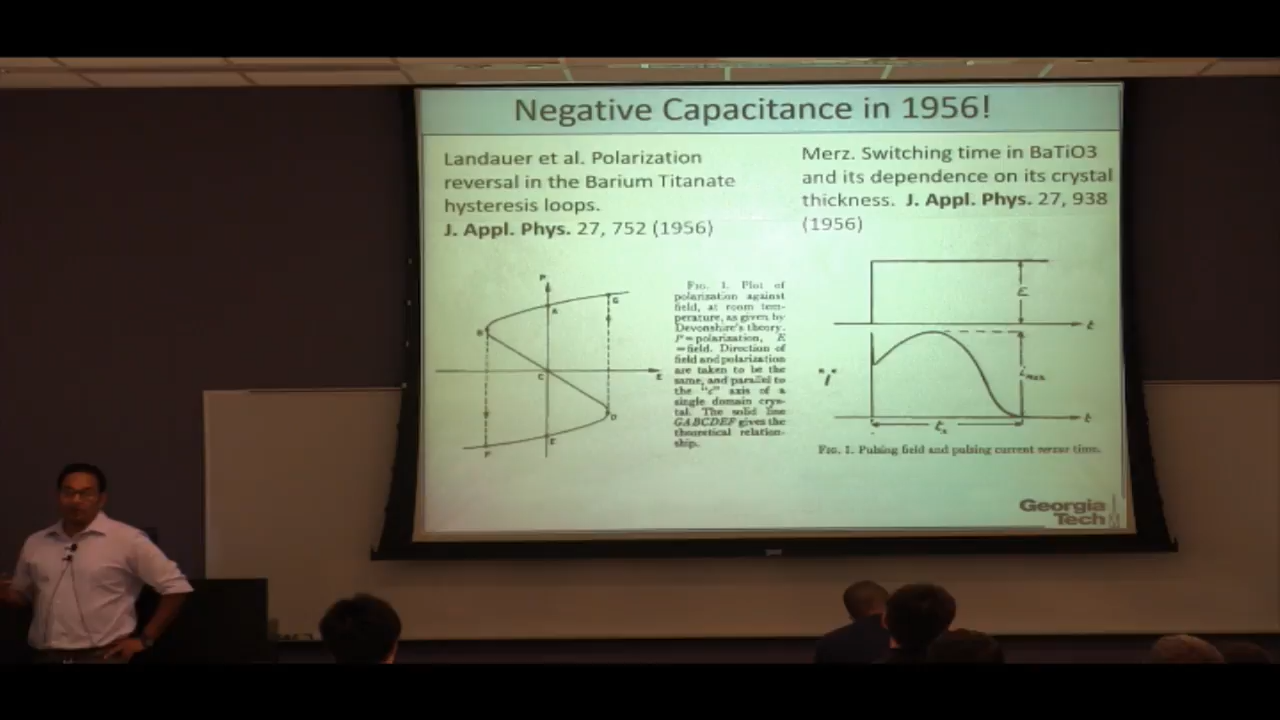 Negative Capacitance in 1956!
Landauer et al. Polarization
reversal in the Barium Titanate
hysteresis loops.
J. Appl. Phys. 27, 752 (1956)
Merz. Switching time in BaTiO3
and its dependence on its crystal
thickness. J. Appl. Phys. 27, 938
(1956)
P
G
A
B
C
E
D
E
F
FIG. 1. Plot of
polarization against
field, at room tem-
perature, as given by
Devonshire's theory.
P=polarization, E
=field. Direction of
field and polarization
are taken to be the
same, and parallel to
the "c" axis of a
single domain crys-
tal. The solid line
GABCDEF gives the
theoretical relation-
ship.
E
t
"i"
i max
t
ts
FIG. 1. Pulsing field and pulsing current versus time.
Georgia
Tech